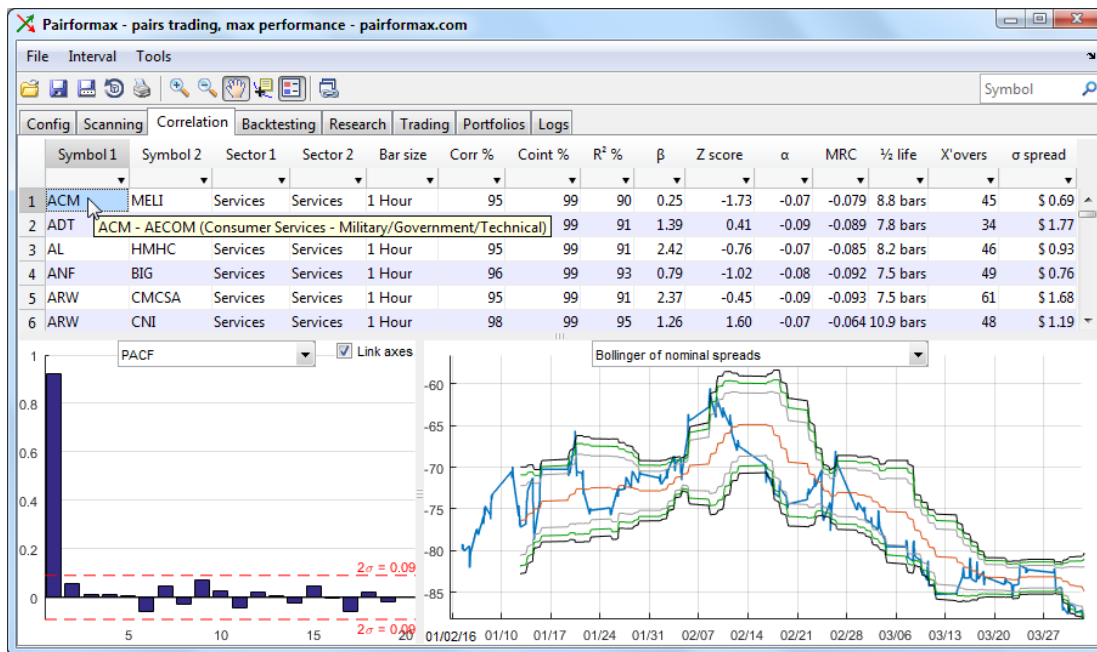 Pairformax - pairs trading, max performance - pairformax.com
File Interval Tools
Symbol
Config Scanning Correlation Backtesting Research Trading Portfolios Logs
Symbol 1 Symbol 2 Sector 1 Sector 2 Bar size Corr % Coint % R² % β Z score α MRC ½ life X'overs σ spread
1 ACM MELI Services Services 1 Hour 95 99 90 0.25 -1.73 -0.07 -0.079 8.8 bars 45 $ 0.69
2 ADT 99 91 1.39 0.41 -0.09 -0.089 7.8 bars 34 $ 1.77
ACM - AECOM (Consumer Services - Military/Government/Technical)
3 AL HMHC Services Services 1 Hour 95 99 91 2.42 -0.76 -0.07 -0.085 8.2 bars 46 $ 0.93
4 ANF BIG Services Services 1 Hour 96 99 93 0.79 -1.02 -0.08 -0.092 7.5 bars 49 $ 0.76
5 ARW CMCSA Services Services 1 Hour 95 99 91 2.37 -0.45 -0.09 -0.093 7.5 bars 61 $ 1.68
6 ARW CNI Services Services 1 Hour 98 99 95 1.26 1.60 -0.07 -0.064 10.9 bars 48 $ 1.19
PACF Link axes
1
0.8
0.6
0.4
0.2
0
2σ = 0.09
2σ = 0.09
5 10 15 20
Bollinger of nominal spreads
-60
-65
-70
-75
-80
-85
01/02/16 01/10 01/17 01/24 01/31 02/07 02/14 02/21 02/28 03/06 03/13 03/20 03/27